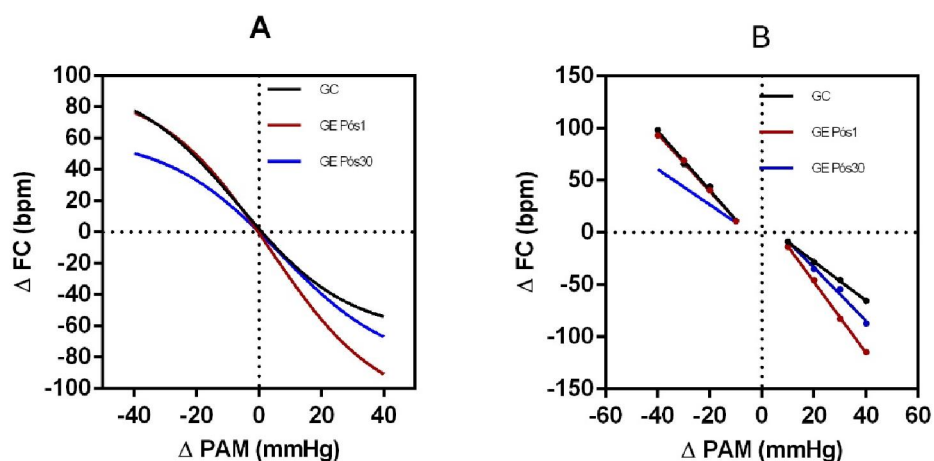 A
100
80
60
40
20
0
-20
-40
-60
-80
-100
Δ FC (bpm)
-40 -20 0 20 40
Δ PAM (mmHg)
GC
GE Pós1
GE Pós30
B
150
100
50
0
-50
-100
-150
Δ FC (bpm)
-60 -40 -20 0 20 40 60
Δ PAM (mmHg)
GC
GE Pós1
GE Pós30